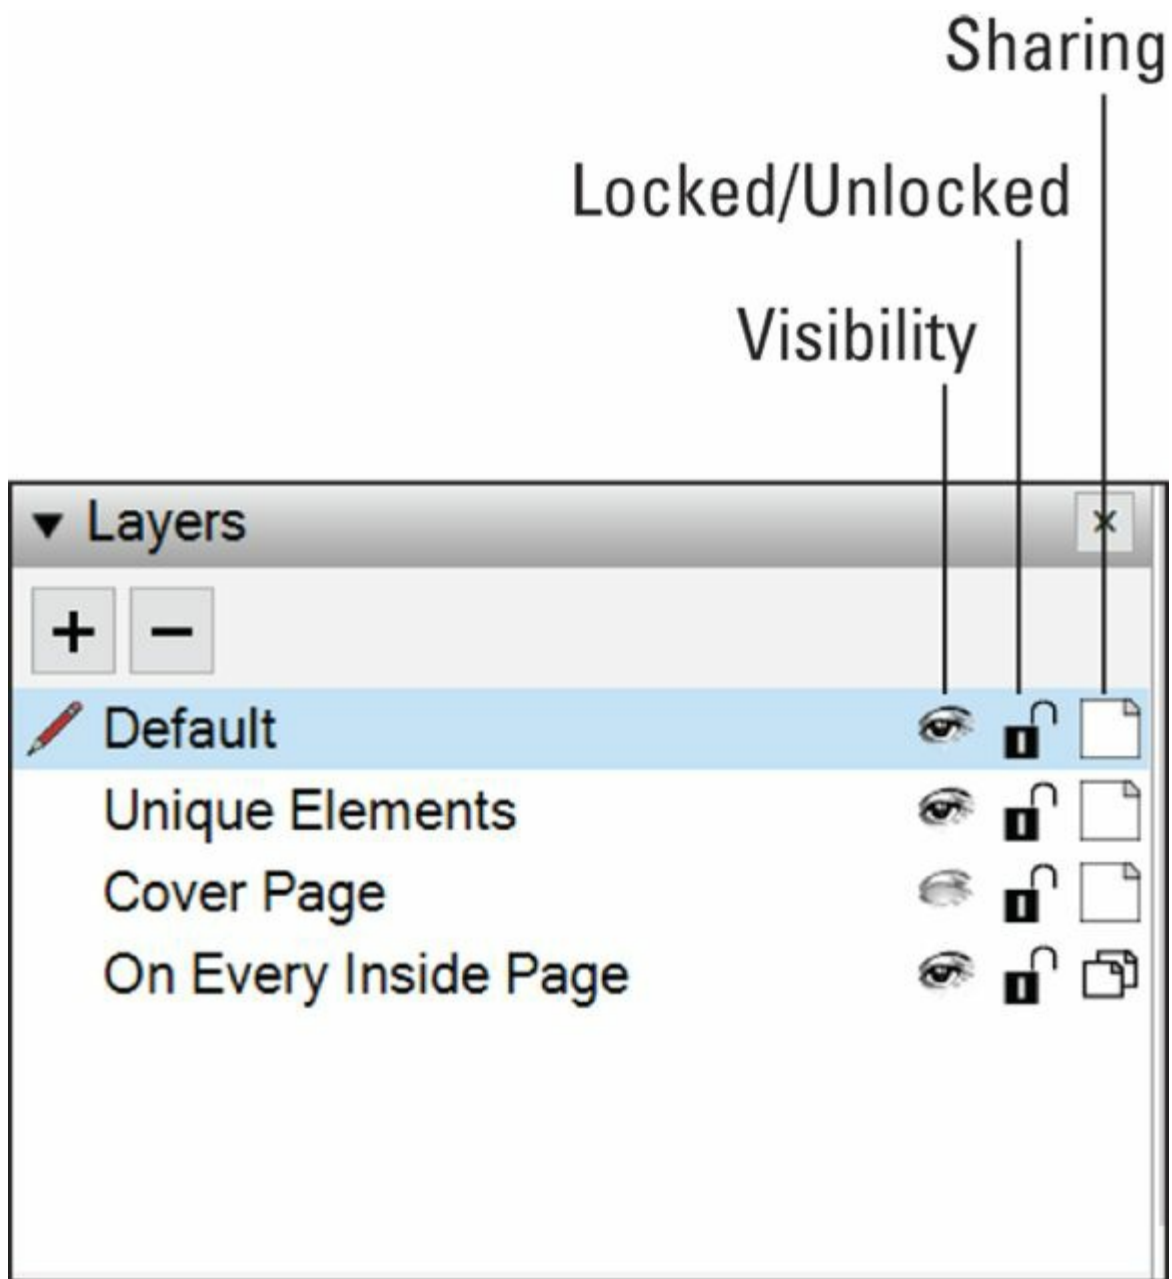 Sharing
Locked/Unlocked
Visibility
Layers
Default
Unique Elements
Cover Page
On Every Inside Page